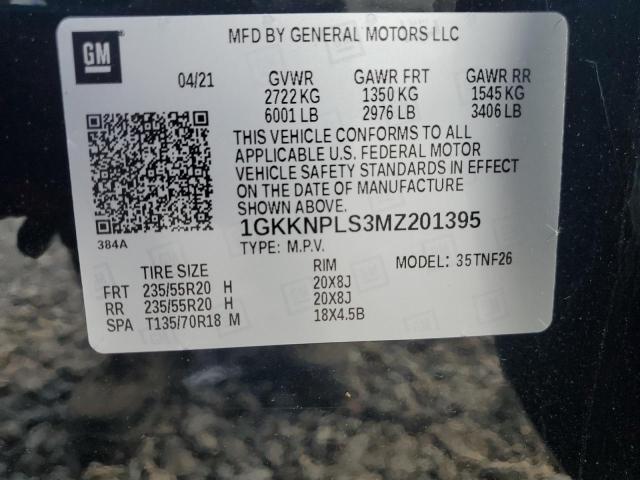 GM
MFD BY GENERAL MOTORS LLC
04/21 GVWR GAWR FRT GAWR RR
2722 KG 1350 KG 1545 KG
6001 LB 2976 LB 3406 LB
THIS VEHICLE CONFORMS TO ALL
APPLICABLE U.S. FEDERAL MOTOR
VEHICLE SAFETY STANDARDS IN EFFECT
ON THE DATE OF MANUFACTURE
SHOWN ABOVE.
1GKKNPLS3MZ201395
384A
TYPE: M.P.V. MODEL: 35TNF26
TIRE SIZE RIM
FRT 235/55R20 H 20X8J
RR 235/55R20 H 20X8J
SPA T135/70R18 M 18X4.5B